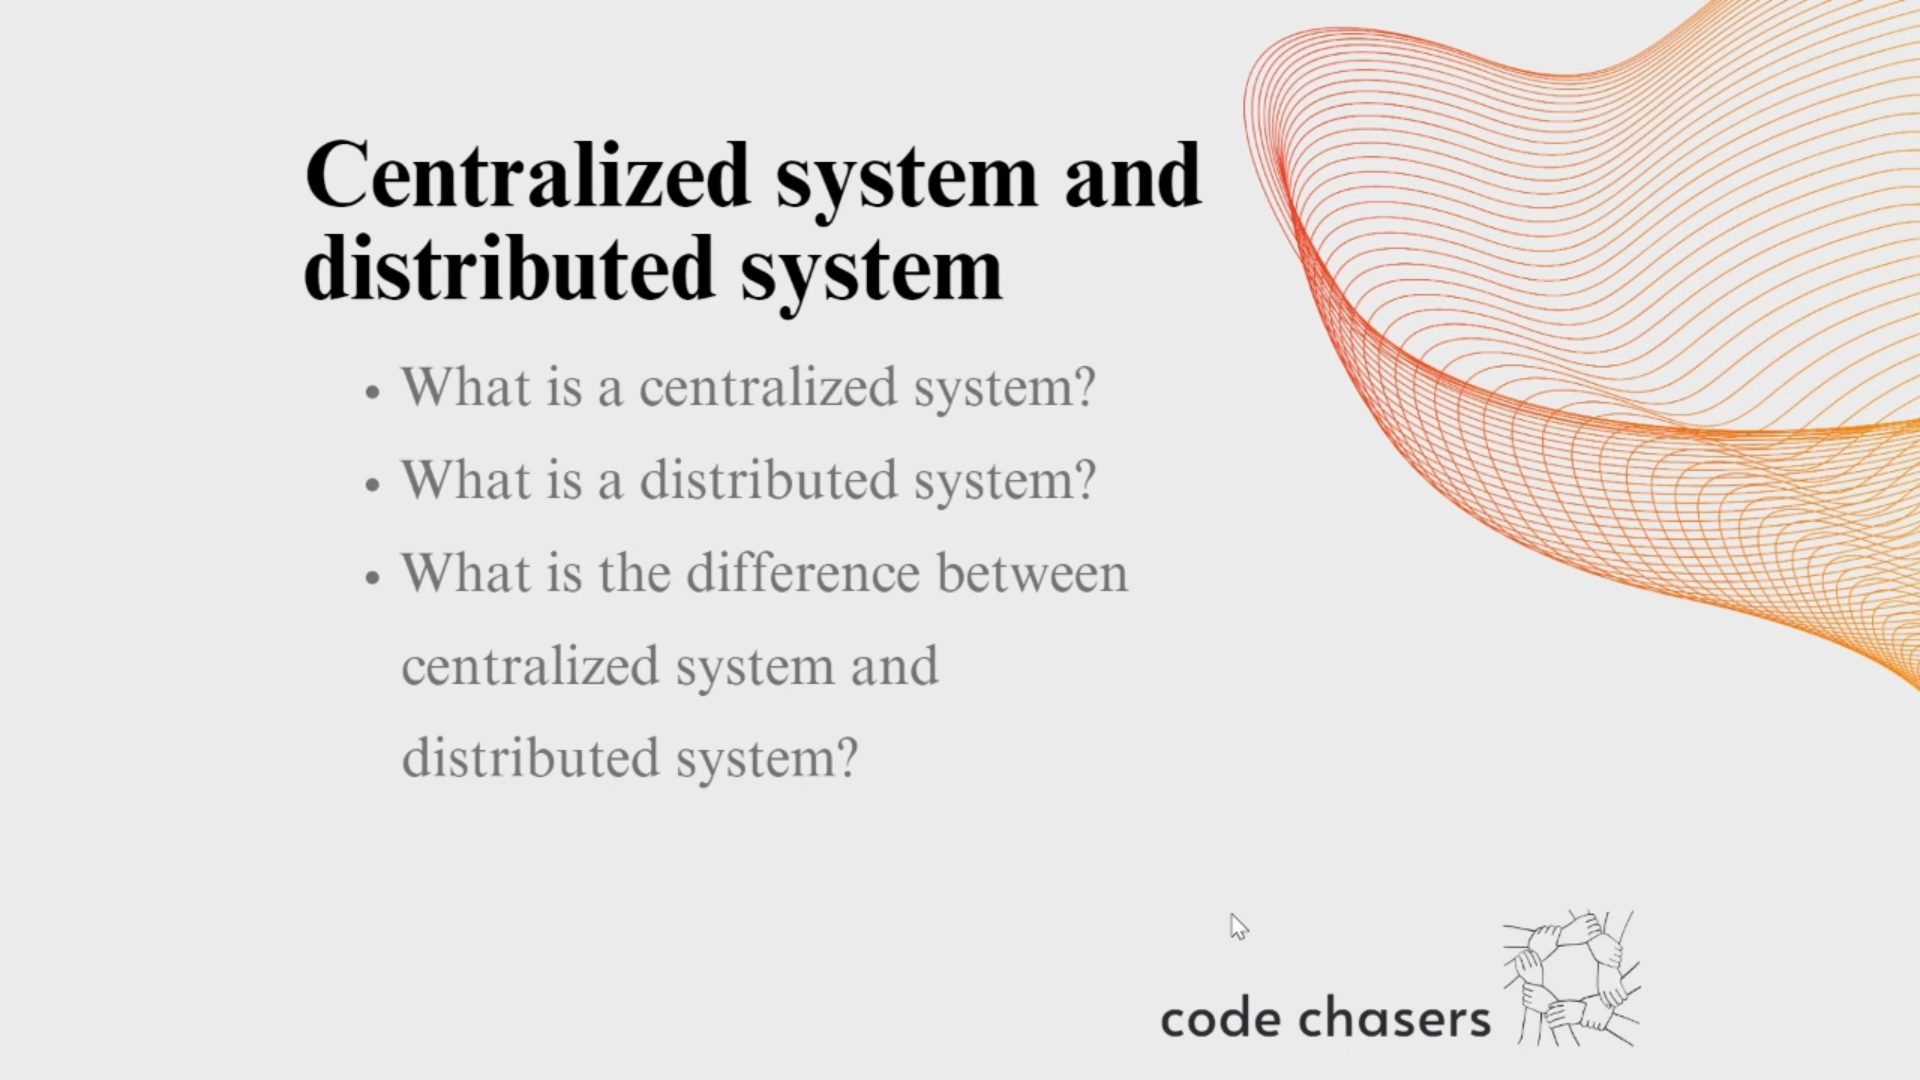 Centralized system and
distributed system
• What is a centralized system?
• What is a distributed system?
• What is the difference between
centralized system and
distributed system?
code chasers